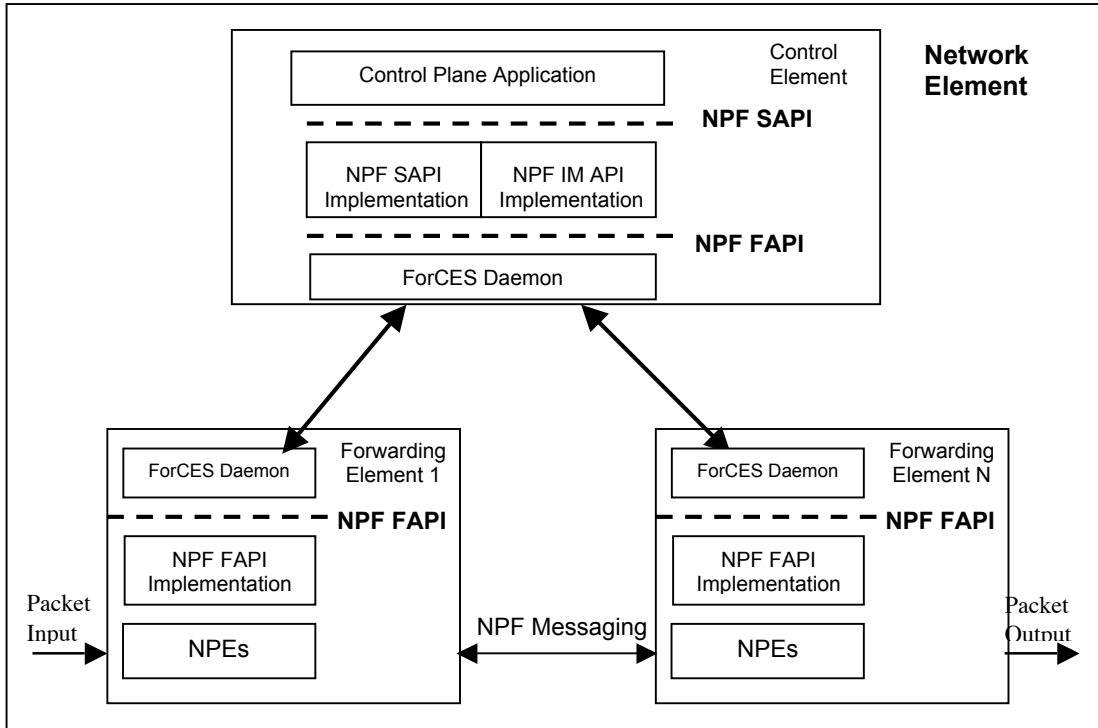 Control
Element
Network
Element
Control Plane Application
NPF SAPI
NPF SAPI
Implementation
NPF IM API
Implementation
NPF FAPI
ForCES Daemon
ForCES Daemon
Forwarding
Element 1
NPF FAPI
NPF FAPI
Implementation
NPEs
Packet
Input
NPF Messaging
ForCES Daemon
Forwarding
Element N
NPF FAPI
NPF FAPI
Implementation
NPEs
Packet
Output